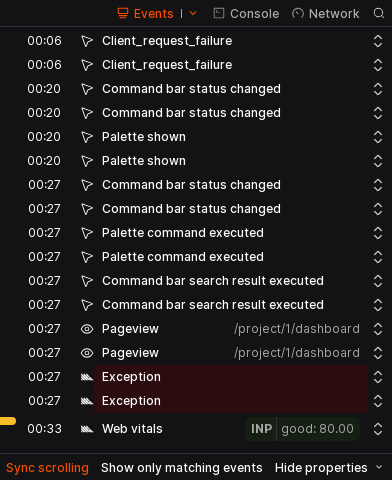 Events Console Network
00:06 Client_request_failure
00:06 Client_request_failure
00:20 Command bar status changed
00:20 Command bar status changed
00:20 Palette shown
00:20 Palette shown
00:27 Command bar status changed
00:27 Command bar status changed
00:27 Palette command executed
00:27 Palette command executed
00:27 Command bar search result executed
00:27 Command bar search result executed
00:27 Pageview /project/1/dashboard
00:27 Pageview /project/1/dashboard
00:27 Exception
00:27 Exception
00:33 Web vitals INP good: 80.00
Sync scrolling Show only matching events Hide properties